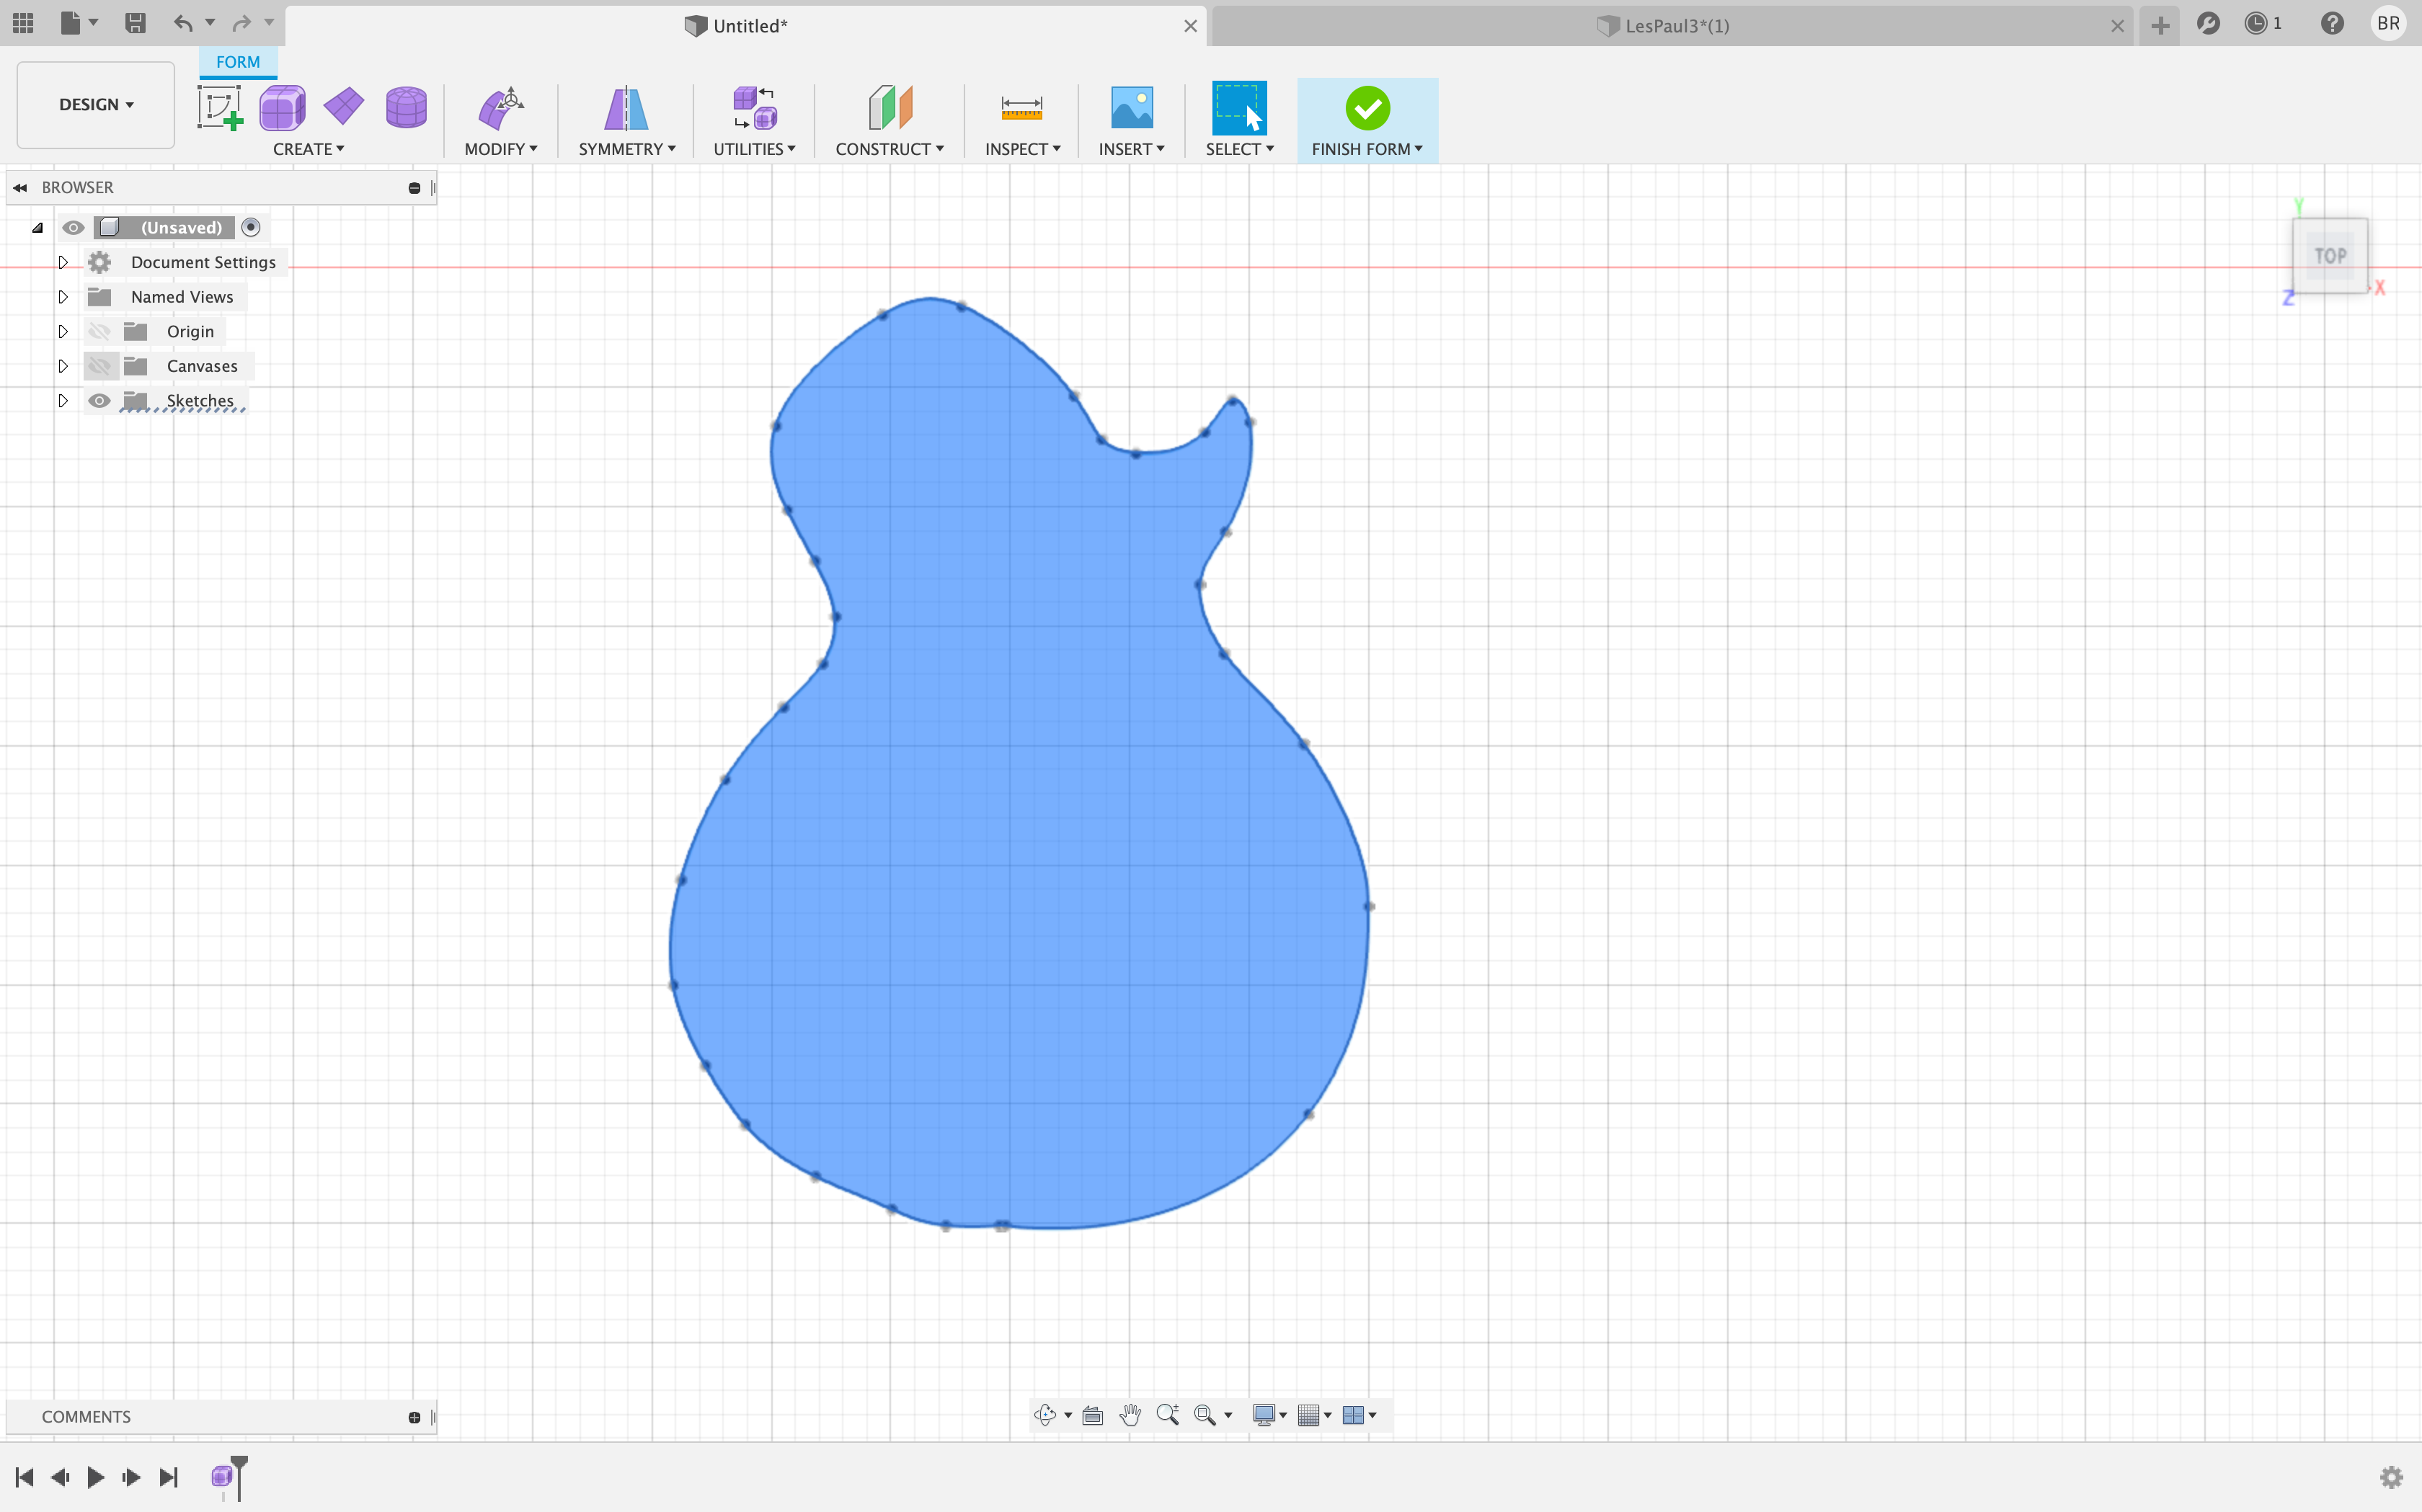 Untitled*
LesPaul3*(1)
1
BR
FORM
DESIGN
CREATE
MODIFY
SYMMETRY
UTILITIES
CONSTRUCT
INSPECT
INSERT
SELECT
FINISH FORM
BROWSER
(Unsaved)
Document Settings
Named Views
Origin
Canvases
Sketches
Y
TOP
X
Z
COMMENTS